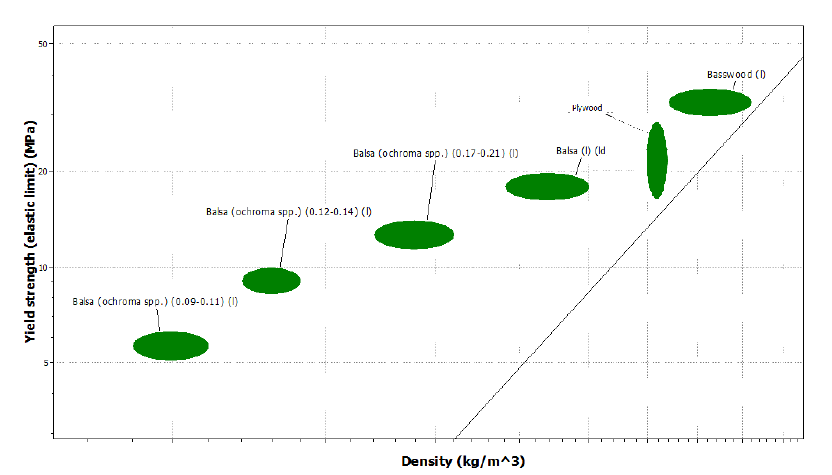 50
Basswood (l)
Plywood
Balsa (ochroma spp.) (0.17-0.21) (l)
Balsa (l) (ld
20
Balsa (ochroma spp.) (0.12-0.14) (l)
10
Balsa (ochroma spp.) (0.09-0.11) (l)
5
Yield strength (elastic limit) (MPa)
Density (kg/m^3)